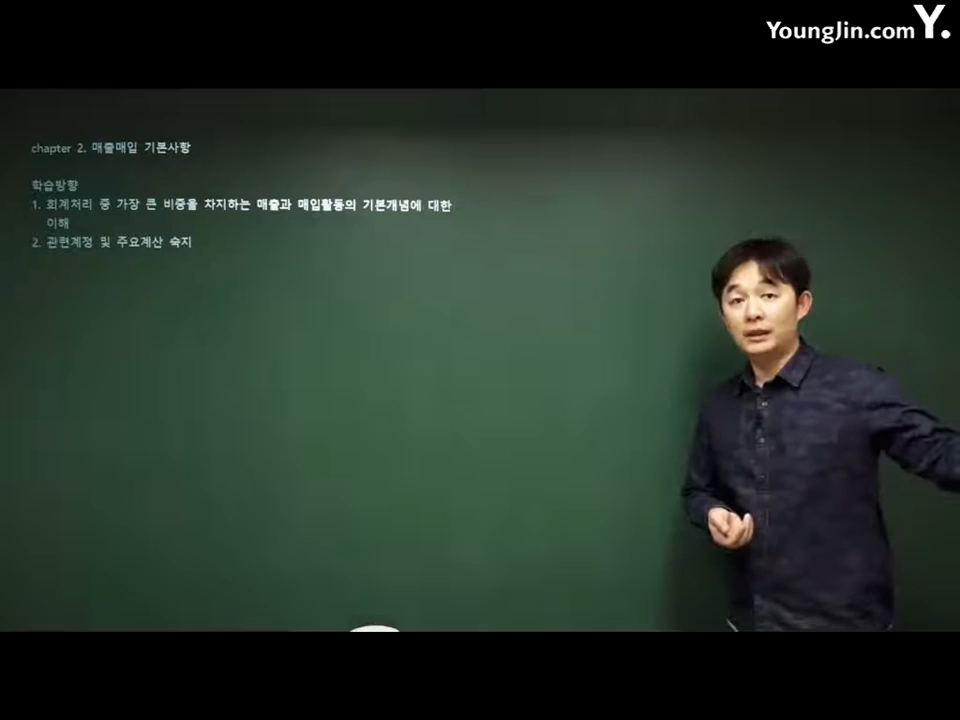 YoungJin.com Y.
chapter 2. 매출매입 기본사항
학습방향
1. 회계처리 중 가장 큰 비중을 차지하는 매출과 매입활동의 기본개념에 대한
이해
2. 관련계정 및 주요계산 숙지